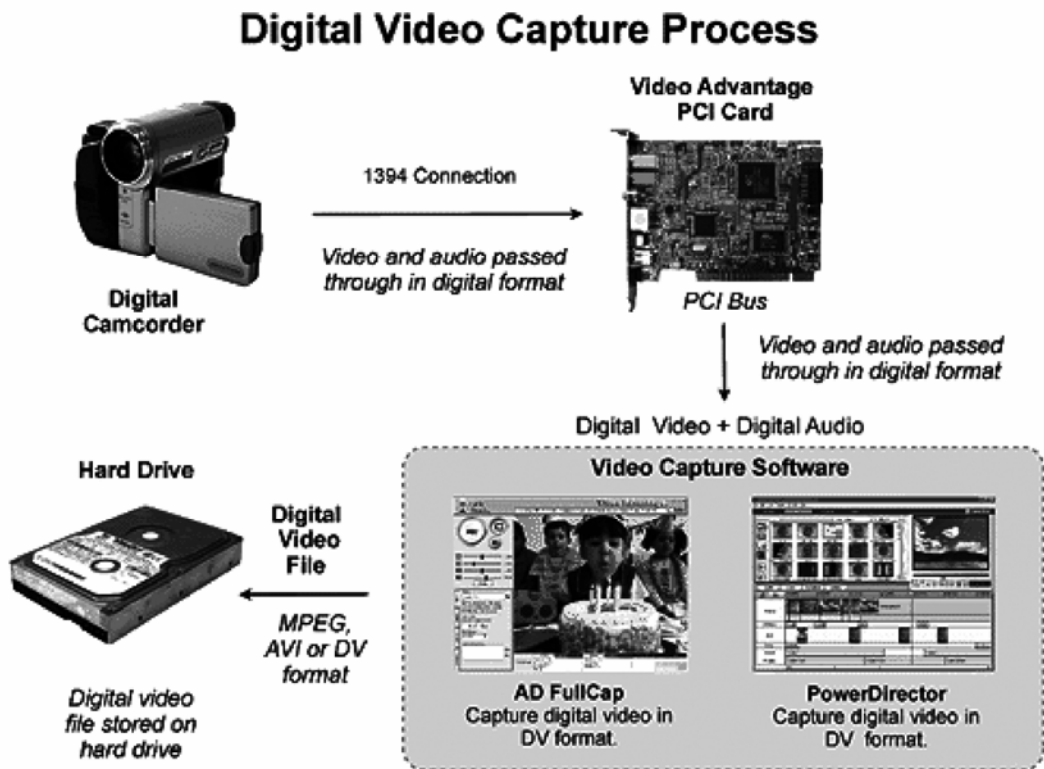 Digital Video Capture Process
Video Advantage
PCI Card
1394 Connection
Video and audio passed
through in digital format
Digital
Camcorder
PCI Bus
Video and audio passed
through in digital format
Digital Video + Digital Audio
Hard Drive
Digital
Video
File
MPEG,
AVI or DV
format
Digital video
file stored on
hard drive
Video Capture Software
AD FullCap
Capture digital video in
DV format.
PowerDirector
Capture digital video in
DV format.